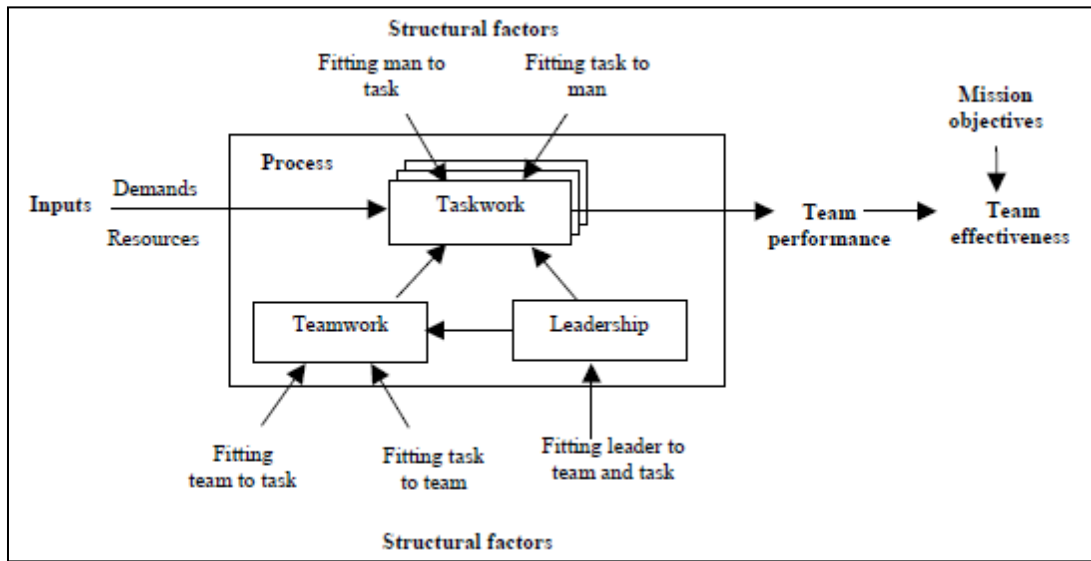 Structural factors
Fitting man to
task
Fitting task to
man
Mission
objectives
Process
Inputs
Demands
Resources
Taskwork
Team
performance
Team
effectiveness
Teamwork
Leadership
Fitting
team to task
Fitting task
to team
Fitting leader to
team and task
Structural factors